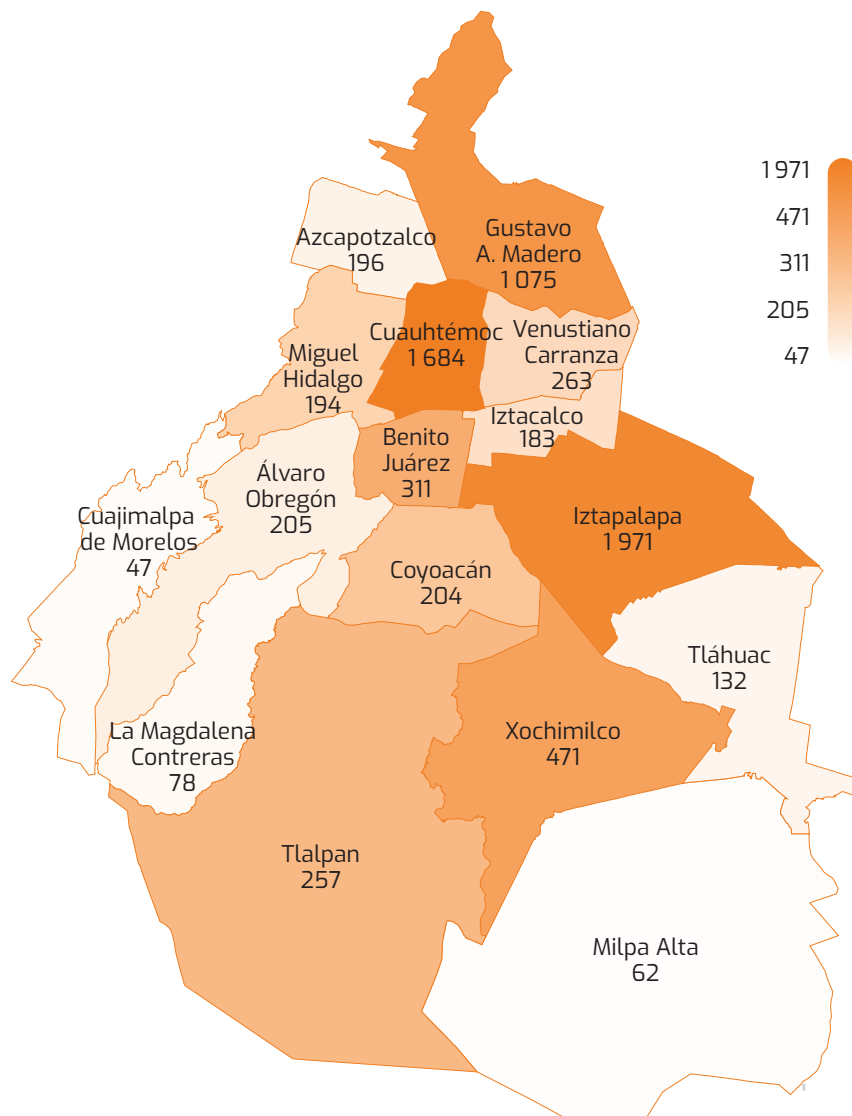 1 971
471
311
205
47
Gustavo
A. Madero
1 075
Azcapotzalco
196
Cuauhtémoc
1 684
Venustiano
Carranza
263
Miguel
Hidalgo
194
Iztacalco
183
Benito
Juárez
311
Álvaro
Obregón
205
Cuajimalpa
de Morelos
47
Iztapalapa
1 971
Coyoacán
204
Tláhuac
132
La Magdalena
Contreras
78
Xochimilco
471
Tlalpan
257
Milpa Alta
62